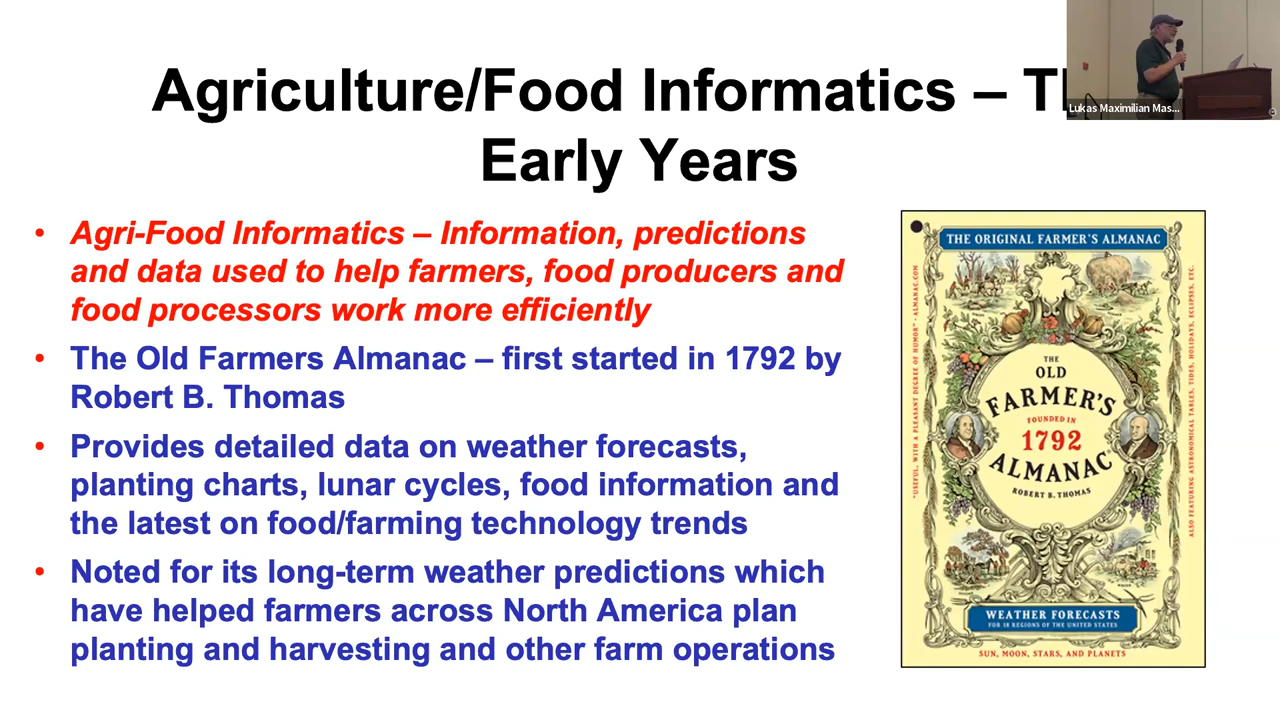 Agriculture/Food Informatics – Th
Early Years
Lukas Maximilian Mas...
• Agri-Food Informatics – Information, predictions
and data used to help farmers, food producers and
food processors work more efficiently
• The Old Farmers Almanac – first started in 1792 by
Robert B. Thomas
• Provides detailed data on weather forecasts,
planting charts, lunar cycles, food information and
the latest on food/farming technology trends
• Noted for its long-term weather predictions which
have helped farmers across North America plan
planting and harvesting and other farm operations
THE ORIGINAL FARMER'S ALMANAC
"USEFUL, WITH A PLEASANT DEGREE OF HUMOR" • ALMANAC.COM
ALSO FEATURING ASTRONOMICAL TABLES, TIDES, HOLIDAYS, ECLIPSES, ETC.
THE
OLD
FARMER'S
FOUNDED IN
1792
ALMANAC
ROBERT B. THOMAS
WEATHER FORECASTS
FOR 18 REGIONS OF THE UNITED STATES
SUN, MOON, STARS, AND PLANETS